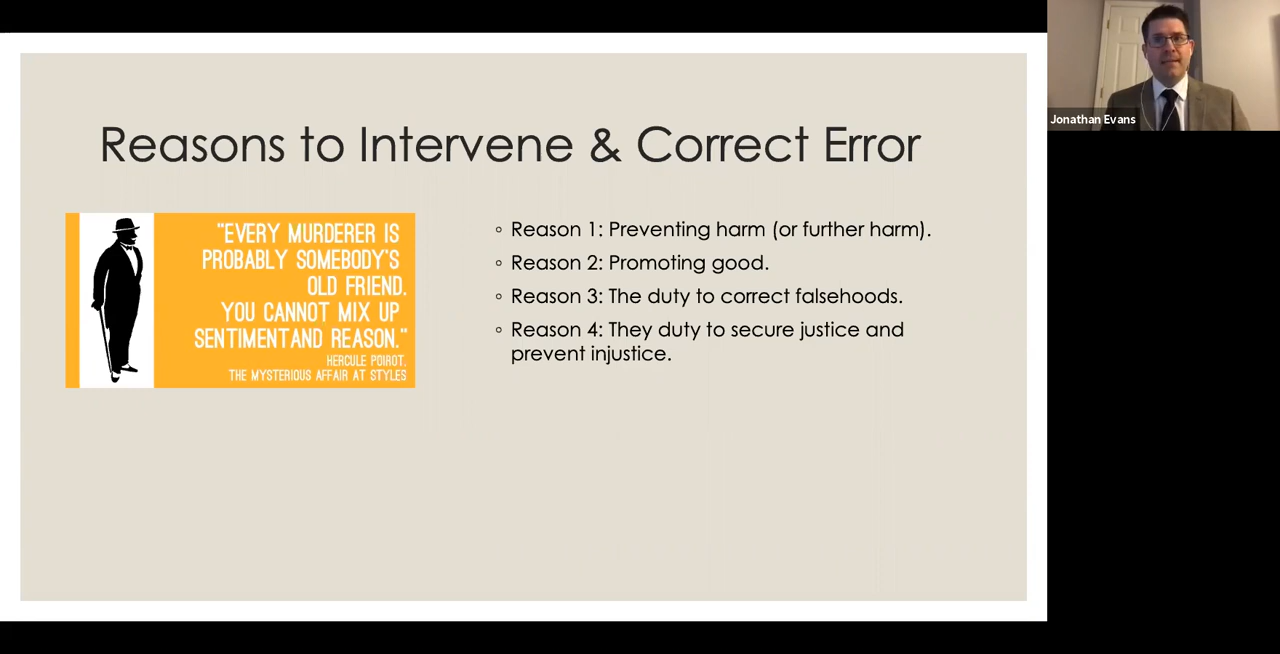 Reasons to Intervene & Correct Error
"EVERY MURDERER IS
PROBABLY SOMEBODY'S
OLD FRIEND.
YOU CANNOT MIX UP
SENTIMENTAND REASON."
HERCULE POIROT.
THE MYSTERIOUS AFFAIR AT STYLES
◦ Reason 1: Preventing harm (or further harm).
◦ Reason 2: Promoting good.
◦ Reason 3: The duty to correct falsehoods.
◦ Reason 4: They duty to secure justice and
prevent injustice.
Jonathan Evans